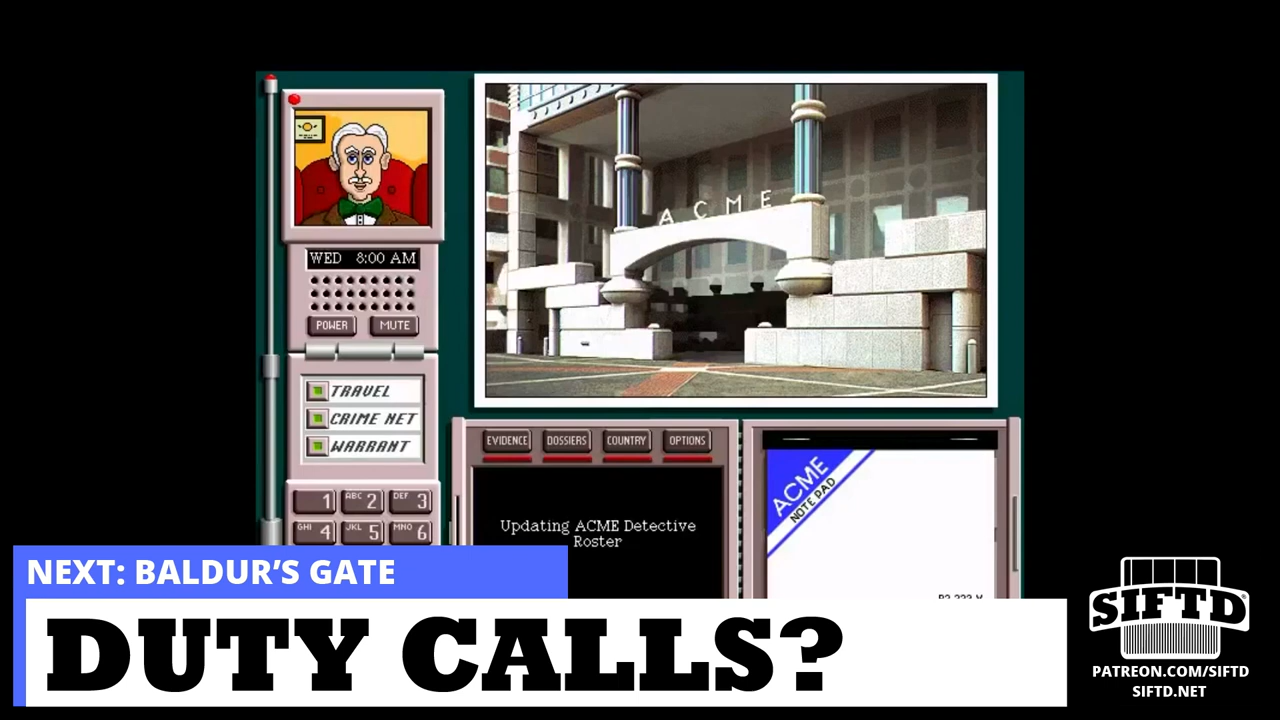 ACME
WED 8:00 AM
POWER
MUTE
TRAVEL
CRIME NET
WARRANT
1
ABC 2
DEF 3
GHI 4
JKL 5
MNO 6
EVIDENCE
DOSSIERS
COUNTRY
OPTIONS
Updating ACME Detective
Roster
ACME
NOTE PAD
NEXT: BALDUR'S GATE
DUTY CALLS?
SIFTD
PATREON.COM/SIFTD
SIFTD.NET